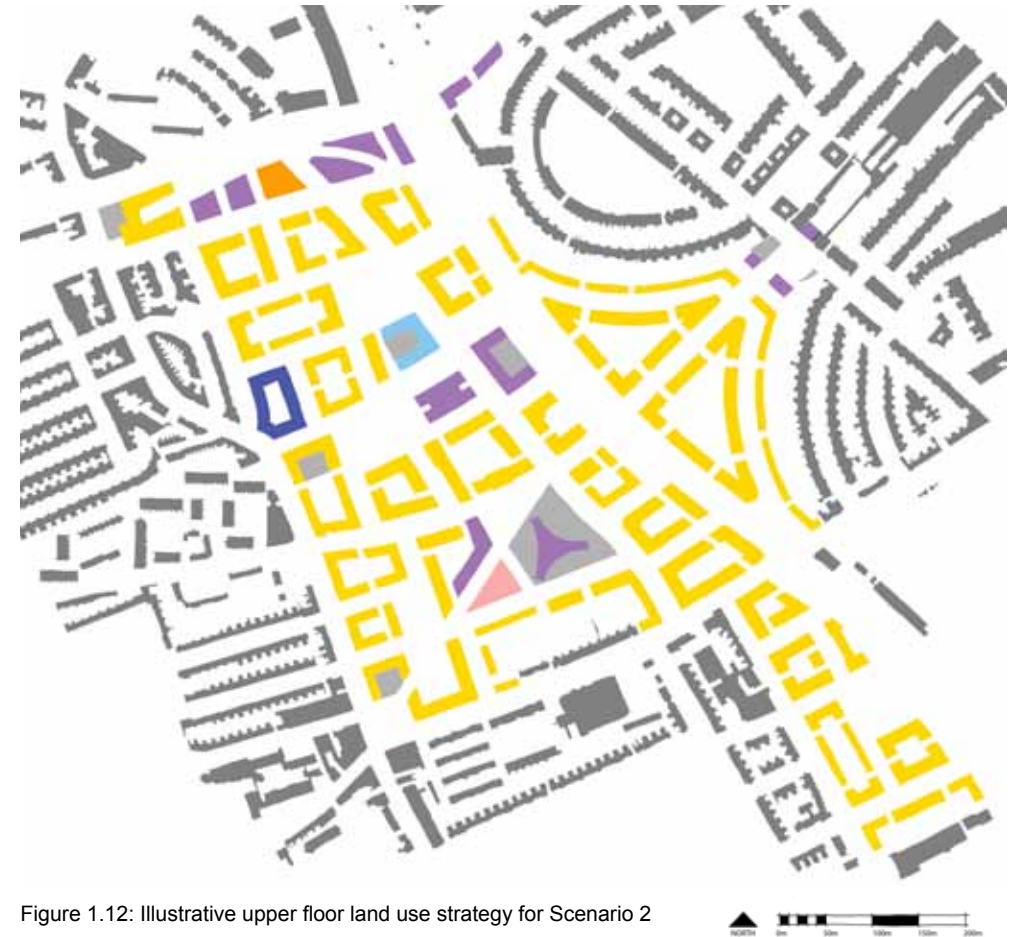 Figure 1.12: Illustrative upper floor land use strategy for Scenario 2
NORTH
0m 50m 100m 150m 200m